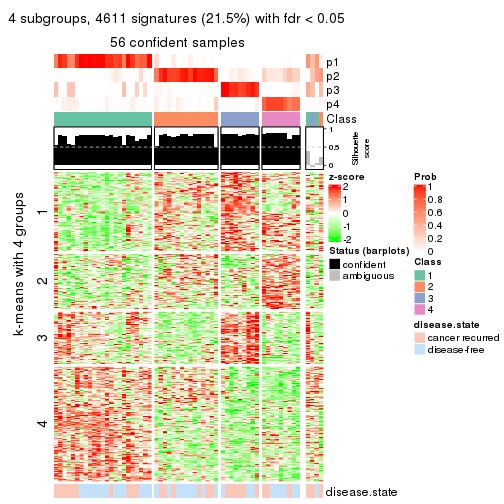 4 subgroups, 4611 signatures (21.5%) with fdr < 0.05
56 confident samples
p1
p2
p3
p4
Class
1
0.5
0
Silhouette
score
k-means with 4 groups
1
2
3
4
disease.state
z-score
2
1
0
-1
-2
Status (barplots)
confident
ambiguous
Prob
1
0.8
0.6
0.4
0.2
0
Class
1
2
3
4
disease.state
cancer recurred
disease-free